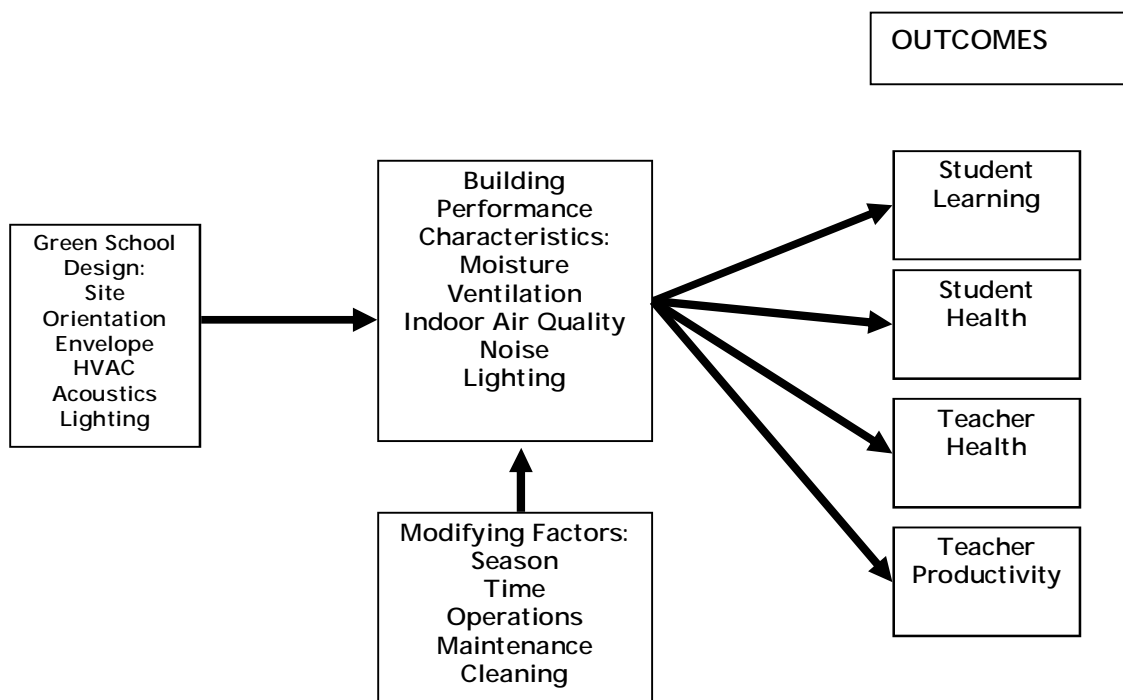 OUTCOMES
Green School
Design:
Site
Orientation
Envelope
HVAC
Acoustics
Lighting
Building
Performance
Characteristics:
Moisture
Ventilation
Indoor Air Quality
Noise
Lighting
Modifying Factors:
Season
Time
Operations
Maintenance
Cleaning
Student
Learning
Student
Health
Teacher
Health
Teacher
Productivity